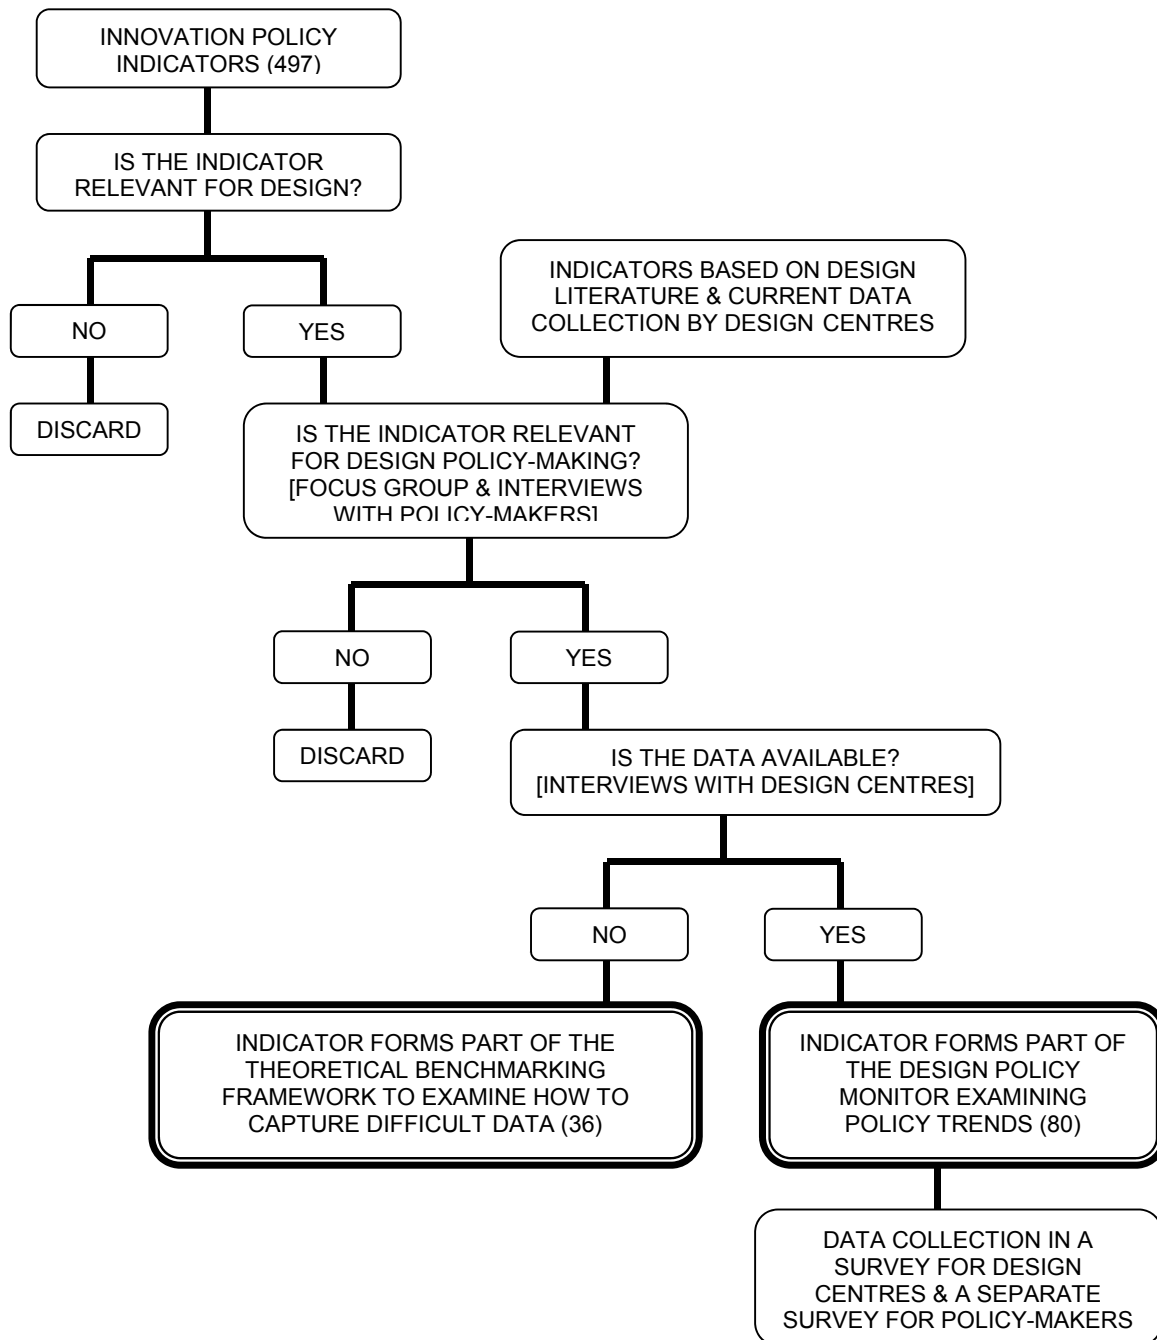 INNOVATION POLICY
INDICATORS (497)
IS THE INDICATOR
RELEVANT FOR DESIGN?
INDICATORS BASED ON DESIGN
LITERATURE & CURRENT DATA
COLLECTION BY DESIGN CENTRES
NO
YES
DISCARD
IS THE INDICATOR RELEVANT
FOR DESIGN POLICY-MAKING?
[FOCUS GROUP & INTERVIEWS
WITH POLICY-MAKERS]
NO
YES
DISCARD
IS THE DATA AVAILABLE?
[INTERVIEWS WITH DESIGN CENTRES]
NO
YES
INDICATOR FORMS PART OF THE
THEORETICAL BENCHMARKING
FRAMEWORK TO EXAMINE HOW TO
CAPTURE DIFFICULT DATA (36)
INDICATOR FORMS PART OF
THE DESIGN POLICY
MONITOR EXAMINING
POLICY TRENDS (80)
DATA COLLECTION IN A
SURVEY FOR DESIGN
CENTRES & A SEPARATE
SURVEY FOR POLICY-MAKERS